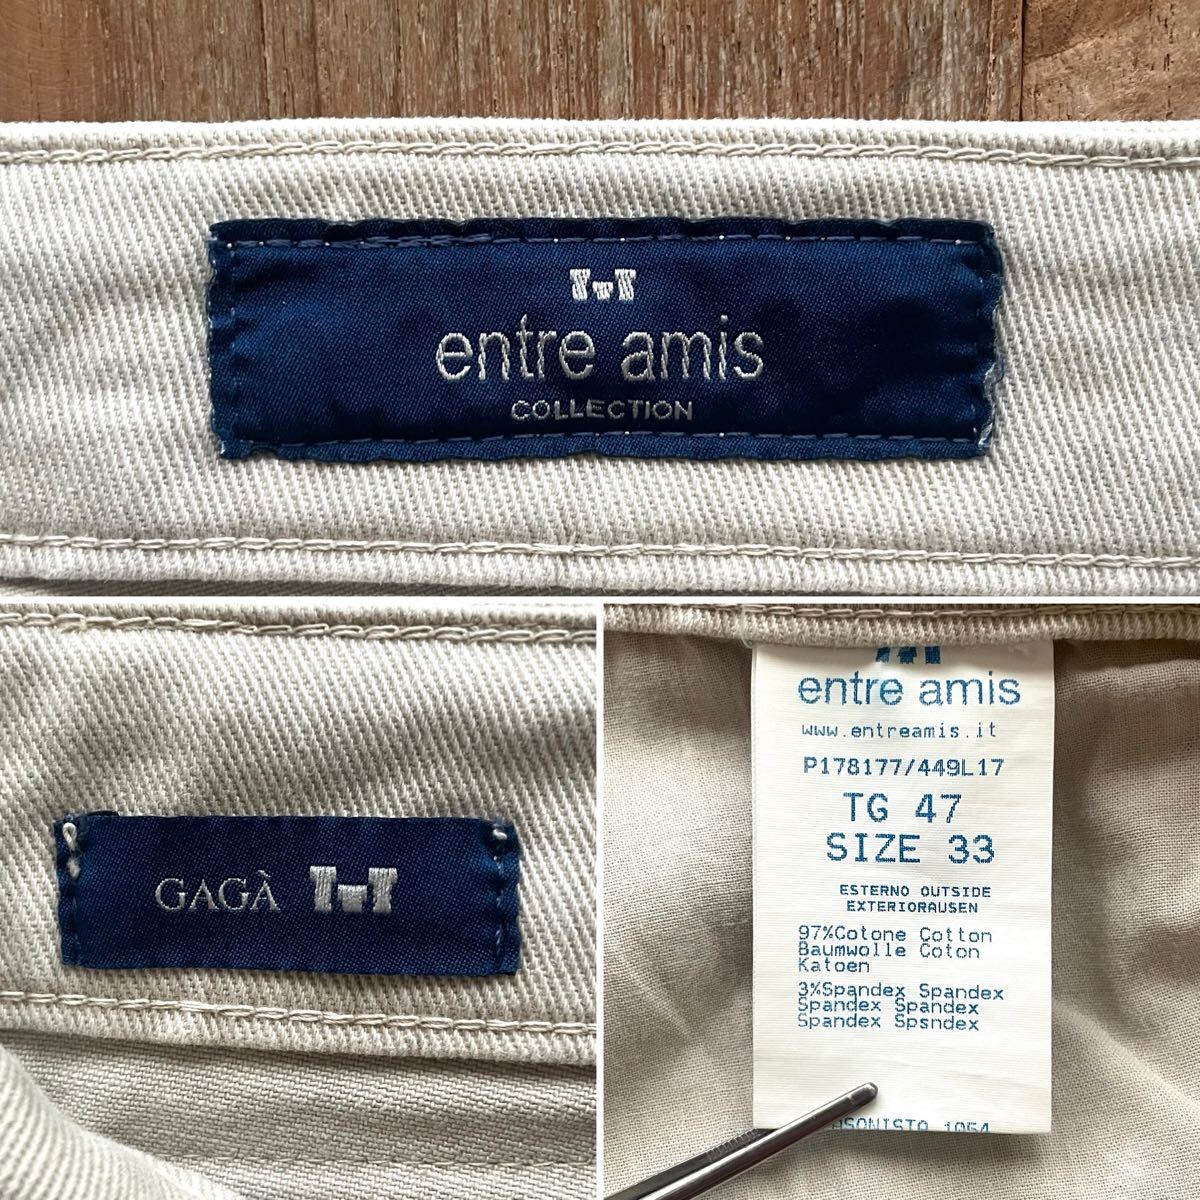 entre amis
COLLECTION
GAGÀ
entre amis
www.entreamis.it
P178177/449L17
TG 47
SIZE 33
ESTERNO OUTSIDE
EXTERIORAUSEN
97%Cotone Cotton
Baumwolle Coton
Katoen
3%Spandex Spandex
Spandex Spandex
Spandex Spsndex
1054